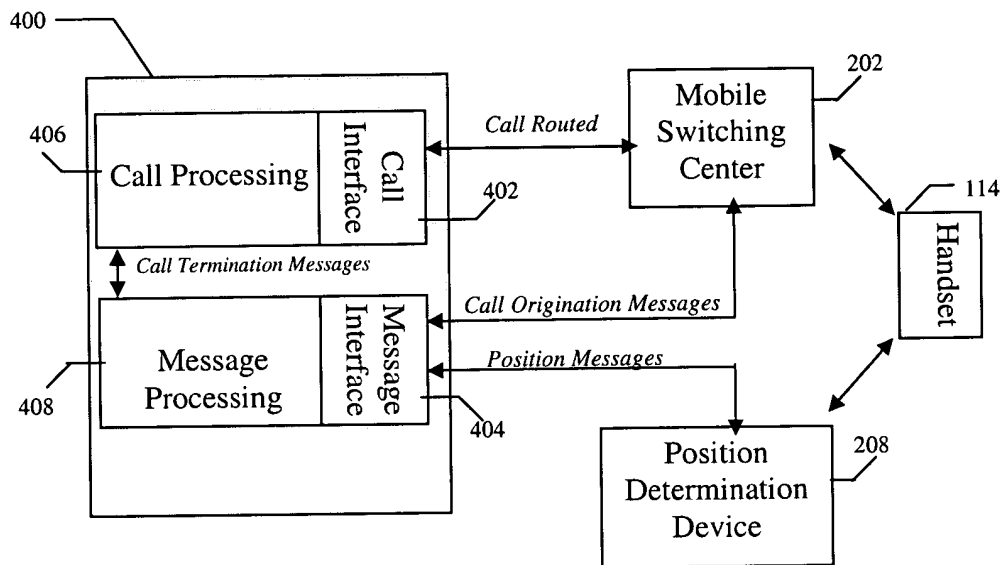 400
202
Mobile
Switching
Center
Call Routed
406
Call Processing
Call
Interface
402
114
Handset
Call Termination Messages
Call Origination Messages
Message
Processing
Message
Interface
Position Messages
408
404
208
Position
Determination
Device